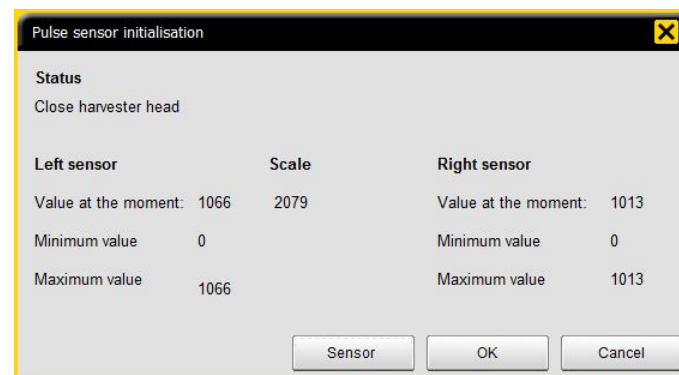 Pulse sensor initialisation
Status
Close harvester head
Left sensor Scale Right sensor
Value at the moment: 1066 2079 Value at the moment: 1013
Minimum value 0 Minimum value 0
Maximum value 1066 Maximum value 1013
Sensor OK Cancel